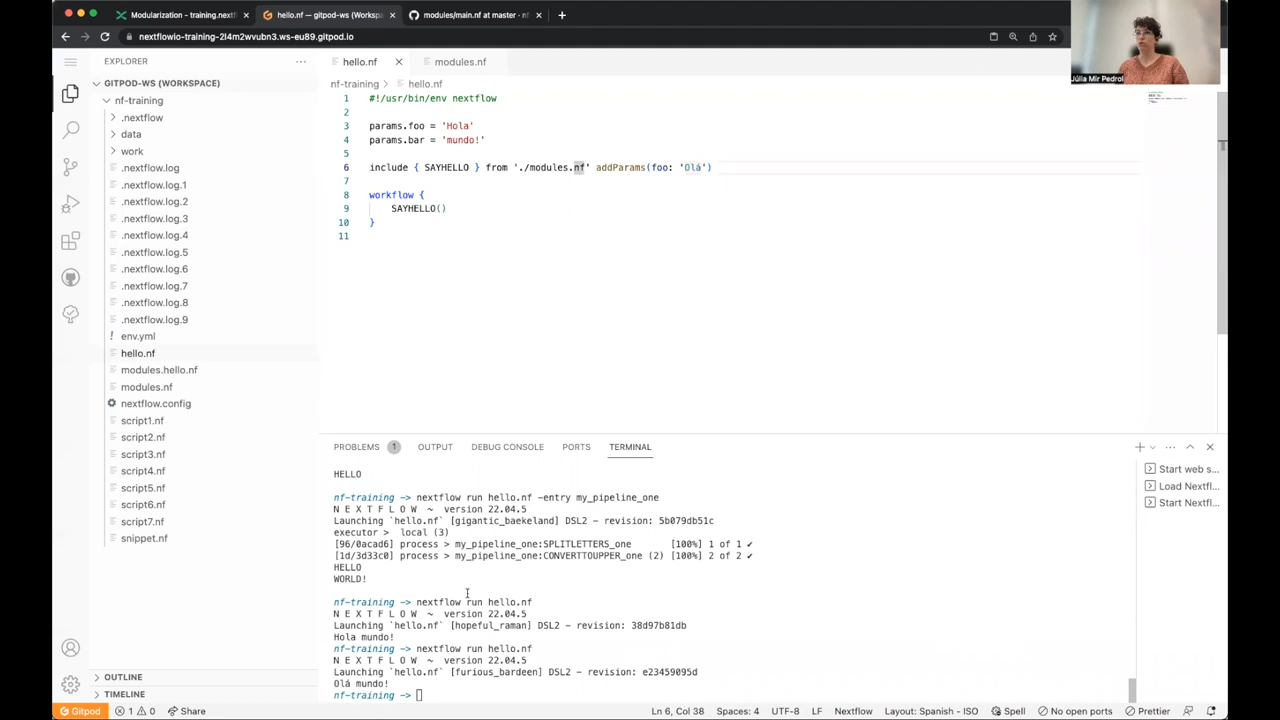 Modularization - training.nextfl
hello.nf — gitpod-ws (Workspa
modules/main.nf at master · nf
nextflowio-training-2l4m2wvubn3.ws-eu89.gitpod.io
Júlia Mir Pedrol
EXPLORER
hello.nf
modules.nf
GITPOD-WS (WORKSPACE)
nf-training
.nextflow
data
work
.nextflow.log
.nextflow.log.1
.nextflow.log.2
.nextflow.log.3
.nextflow.log.4
.nextflow.log.5
.nextflow.log.6
.nextflow.log.7
.nextflow.log.8
.nextflow.log.9
env.yml
hello.nf
modules.hello.nf
modules.nf
nextflow.config
script1.nf
script2.nf
script3.nf
script4.nf
script5.nf
script6.nf
script7.nf
snippet.nf
OUTLINE
TIMELINE
nf-training > hello.nf
1 #!/usr/bin/env nextflow
2
3 params.foo = 'Hola'
4 params.bar = 'mundo!'
5
6 include { SAYHELLO } from './modules.nf' addParams(foo: 'Olá')
7
8 workflow {
9 SAYHELLO()
10 }
11
PROBLEMS 1 OUTPUT DEBUG CONSOLE PORTS TERMINAL
HELLO
nf-training -> nextflow run hello.nf -entry my_pipeline_one
N E X T F L O W ~ version 22.04.5
Launching `hello.nf` [gigantic_baekeland] DSL2 - revision: 5b079db51c
executor > local (3)
[96/0acad6] process > my_pipeline_one:SPLITLETTERS_one [100%] 1 of 1 ✔
[1d/3d33c0] process > my_pipeline_one:CONVERTTOUPPER_one (2) [100%] 2 of 2 ✔
HELLO
WORLD!
nf-training -> nextflow run hello.nf
N E X T F L O W ~ version 22.04.5
Launching `hello.nf` [hopeful_raman] DSL2 - revision: 38d97b81db
Hola mundo!
nf-training -> nextflow run hello.nf
N E X T F L O W ~ version 22.04.5
Launching `hello.nf` [furious_bardeen] DSL2 - revision: e23459095d
Olá mundo!
nf-training ->
Start web s...
Load Nextfl...
Start Nextfl...
Gitpod 1 0 Share Ln 6, Col 38 Spaces: 4 UTF-8 LF Nextflow Layout: Spanish - ISO Spell No open ports Prettier